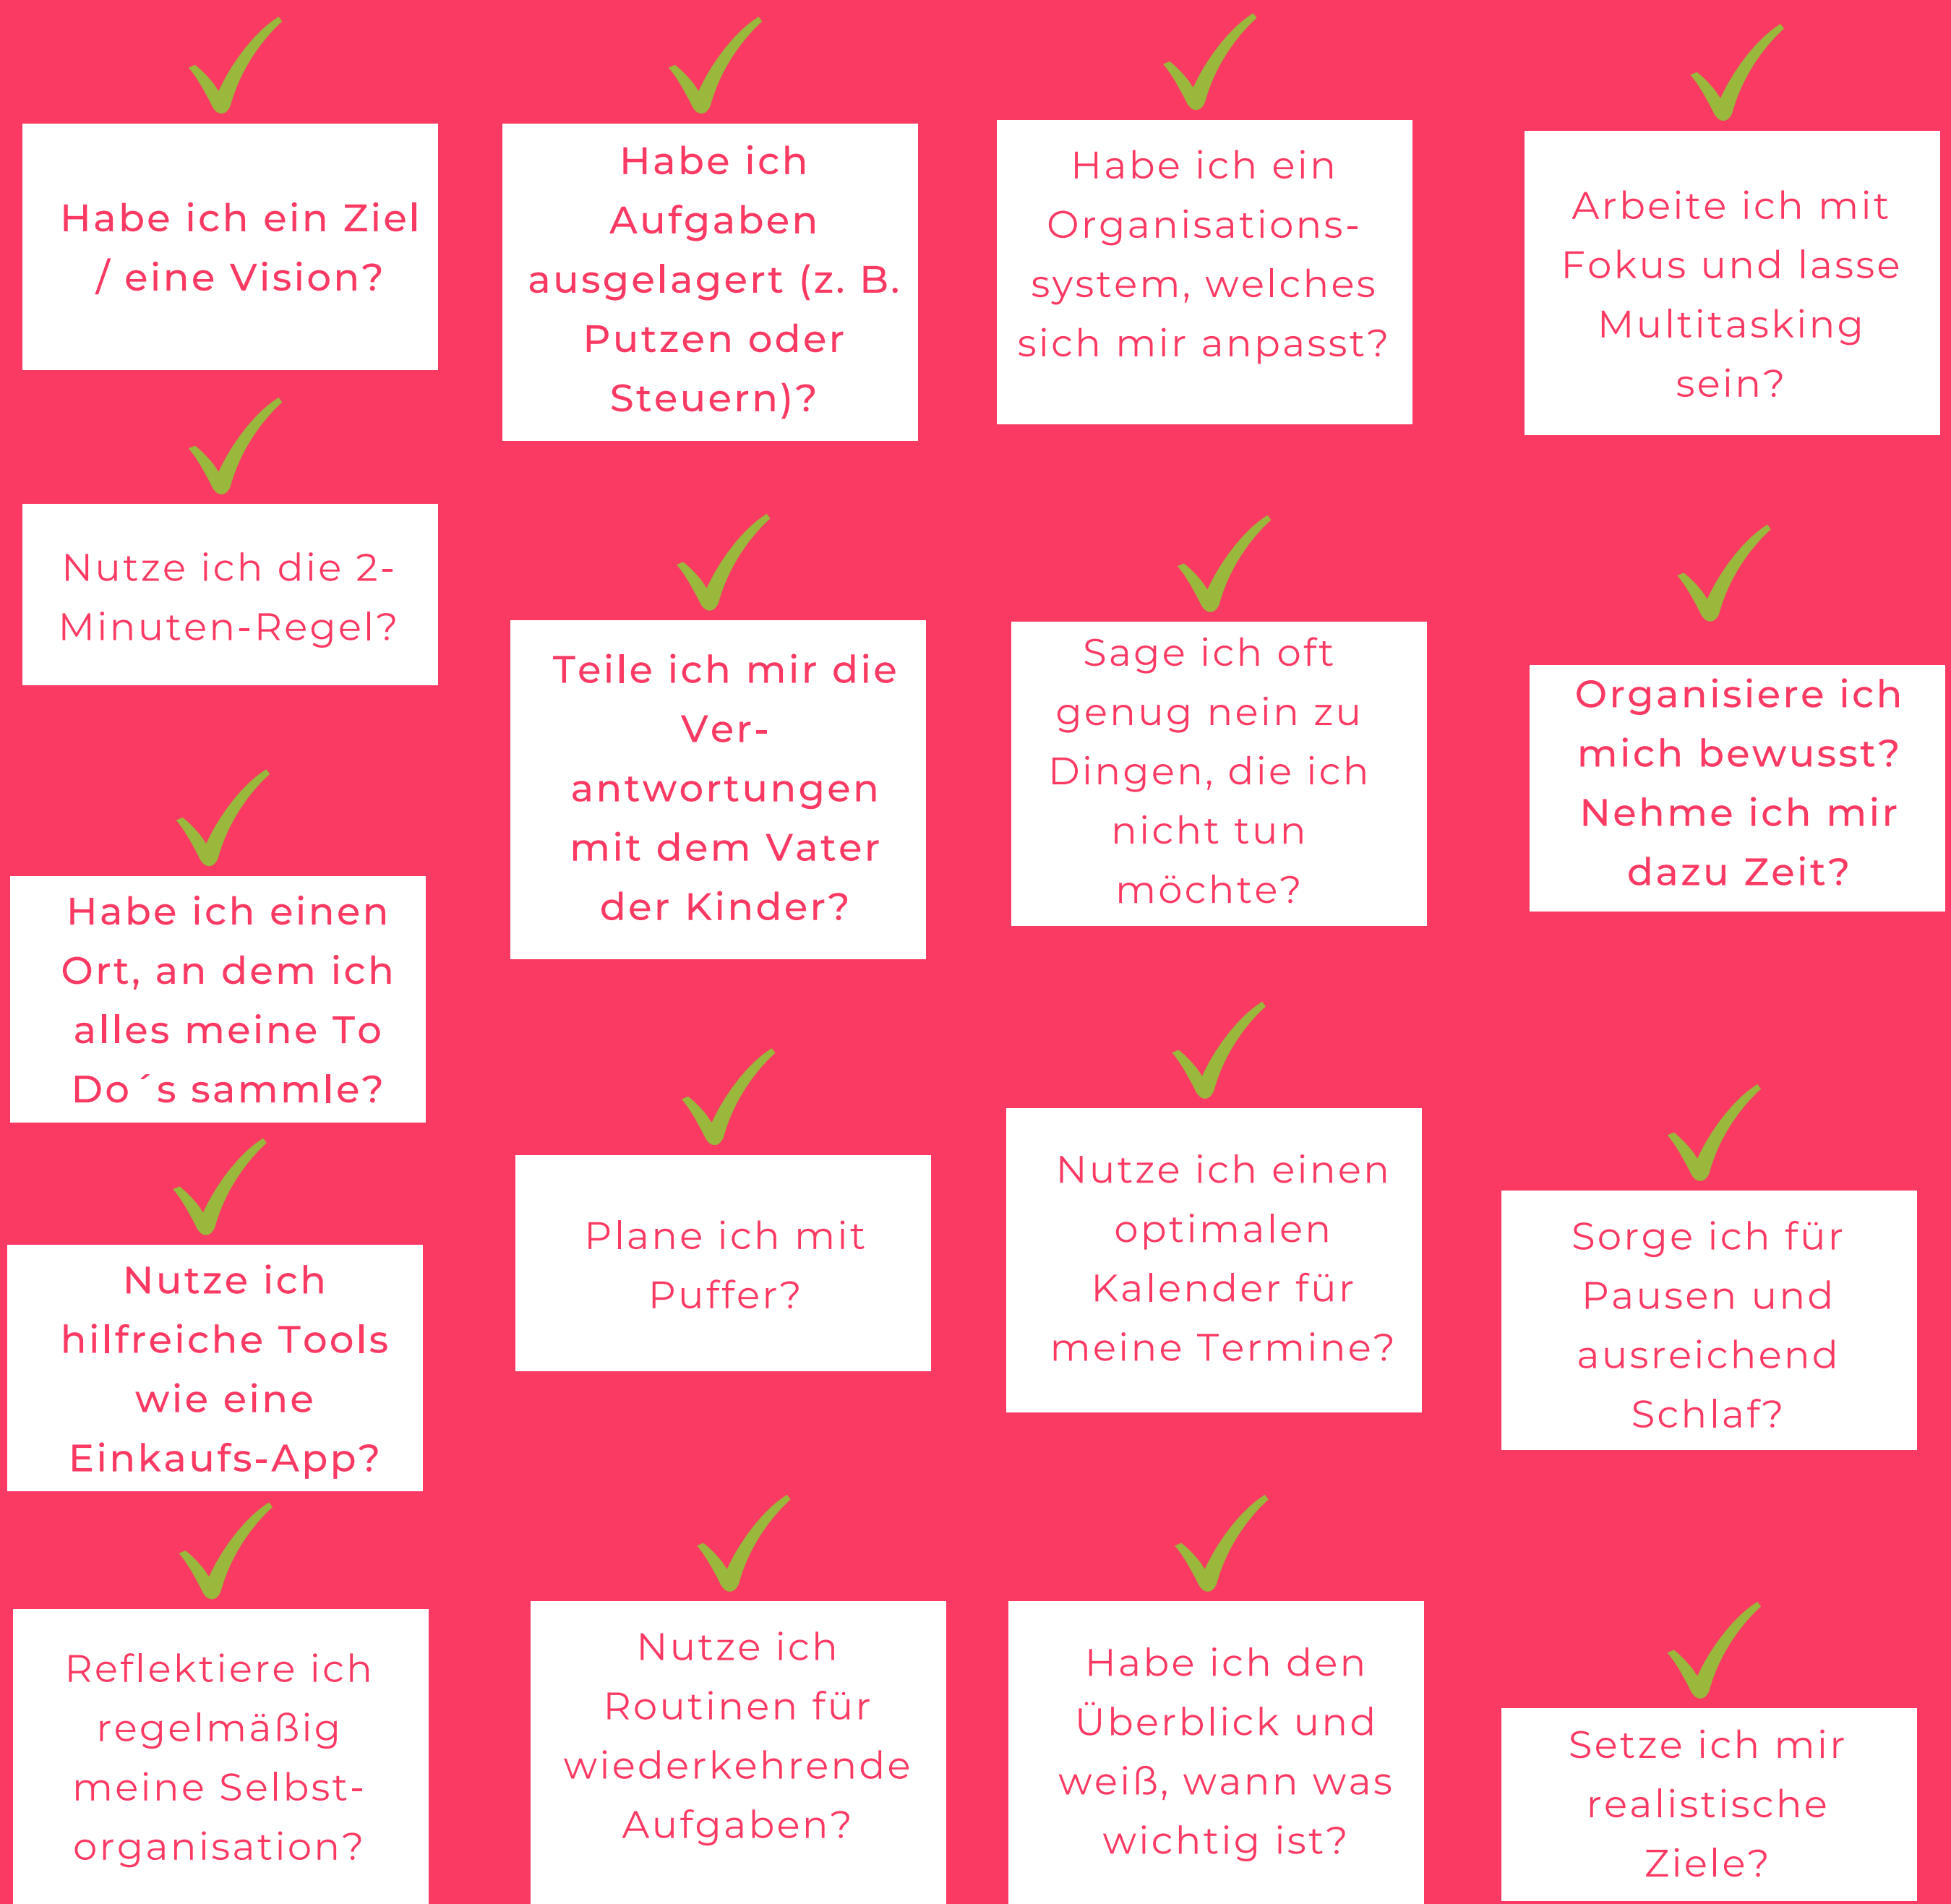 Habe ich ein Ziel
/ eine Vision?
Nutze ich die 2-
Minuten-Regel?
Habe ich einen
Ort, an dem ich
alles meine To
Do´s sammle?
Nutze ich
hilfreiche Tools
wie eine
Einkaufs-App?
Reflektiere ich
regelmäßig
meine Selbst-
organisation?
Habe ich
Aufgaben
ausgelagert (z. B.
Putzen oder
Steuern)?
Teile ich mir die
Ver-
antwortungen
mit dem Vater
der Kinder?
Plane ich mit
Puffer?
Nutze ich
Routinen für
wiederkehrende
Aufgaben?
Habe ich ein
Organisations-
system, welches
sich mir anpasst?
Sage ich oft
genug nein zu
Dingen, die ich
nicht tun
möchte?
Nutze ich einen
optimalen
Kalender für
meine Termine?
Habe ich den
Überblick und
weiß, wann was
wichtig ist?
Arbeite ich mit
Fokus und lasse
Multitasking
sein?
Organisiere ich
mich bewusst?
Nehme ich mir
dazu Zeit?
Sorge ich für
Pausen und
ausreichend
Schlaf?
Setze ich mir
realistische
Ziele?